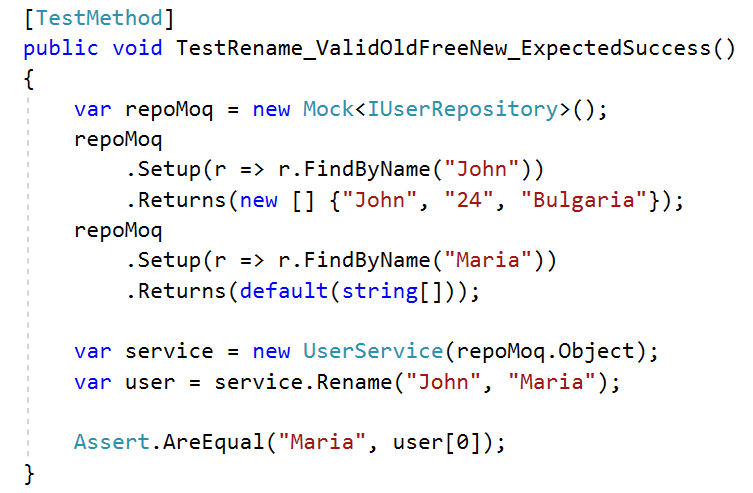 [TestMethod]
public void TestRename_ValidOldFreeNew_ExpectedSuccess()
{
    var repoMoq = new Mock<IUserRepository>();
    repoMoq
        .Setup(r => r.FindByName("John"))
        .Returns(new [] {"John", "24", "Bulgaria"});
    repoMoq
        .Setup(r => r.FindByName("Maria"))
        .Returns(default(string[]));

    var service = new UserService(repoMoq.Object);
    var user = service.Rename("John", "Maria");

    Assert.AreEqual("Maria", user[0]);
}